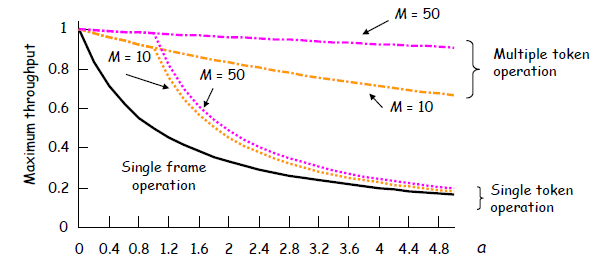 M = 50
1
Multiple token
operation
M = 10
0.8
M = 50
0.6
M = 10
Maximum throughput
0.4
Single frame
operation
0.2
Single token
operation
0
0 0.4 0.8 1.2 1.6 2 2.4 2.8 3.2 3.6 4 4.4 4.8 a